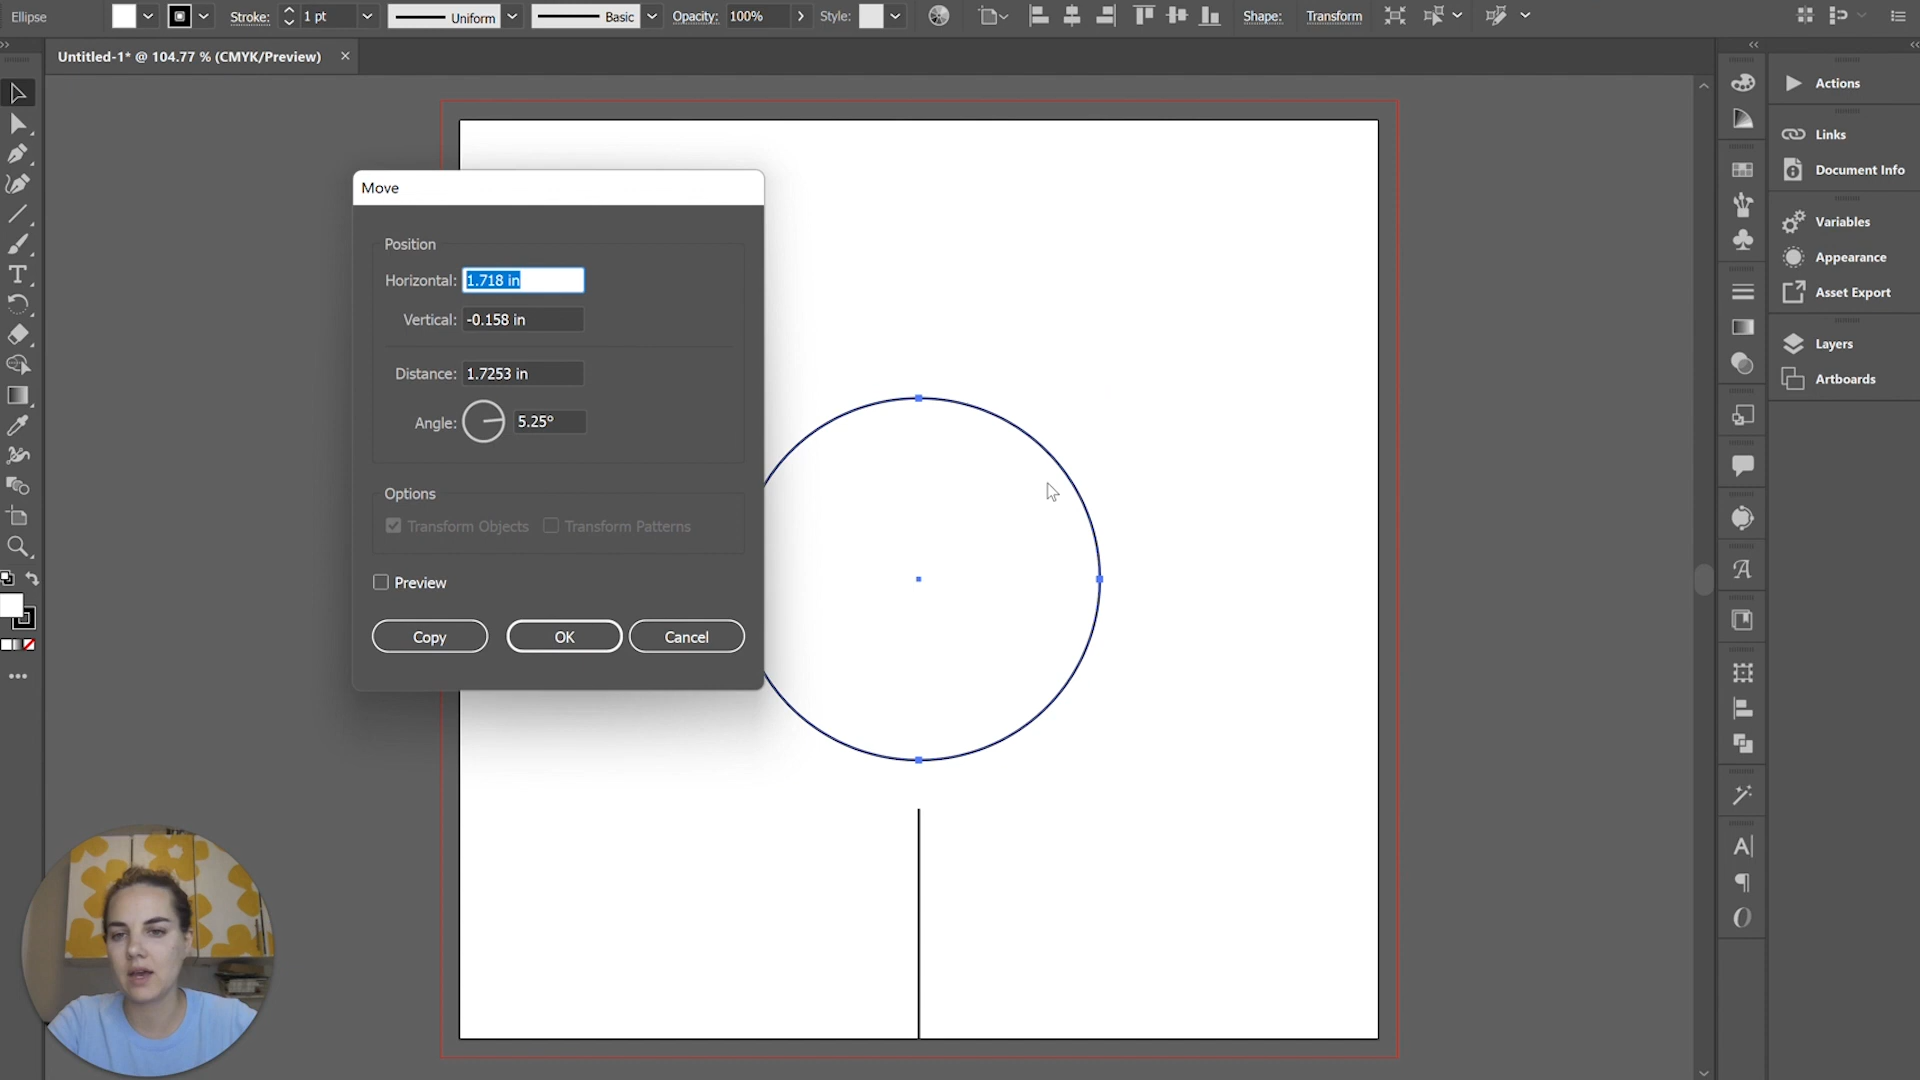 Ellipse
Stroke: 1 pt Uniform Basic Opacity: 100% Style: Shape: Transform
Untitled-1* @ 104.77 % (CMYK/Preview) ×
Move
Position
Horizontal: 1.718 in
Vertical: -0.158 in
Distance: 1.7253 in
Angle: 5.25°
Options
Transform Objects Transform Patterns
Preview
Copy OK Cancel
Actions
Links
Document Info
Variables
Appearance
Asset Export
Layers
Artboards